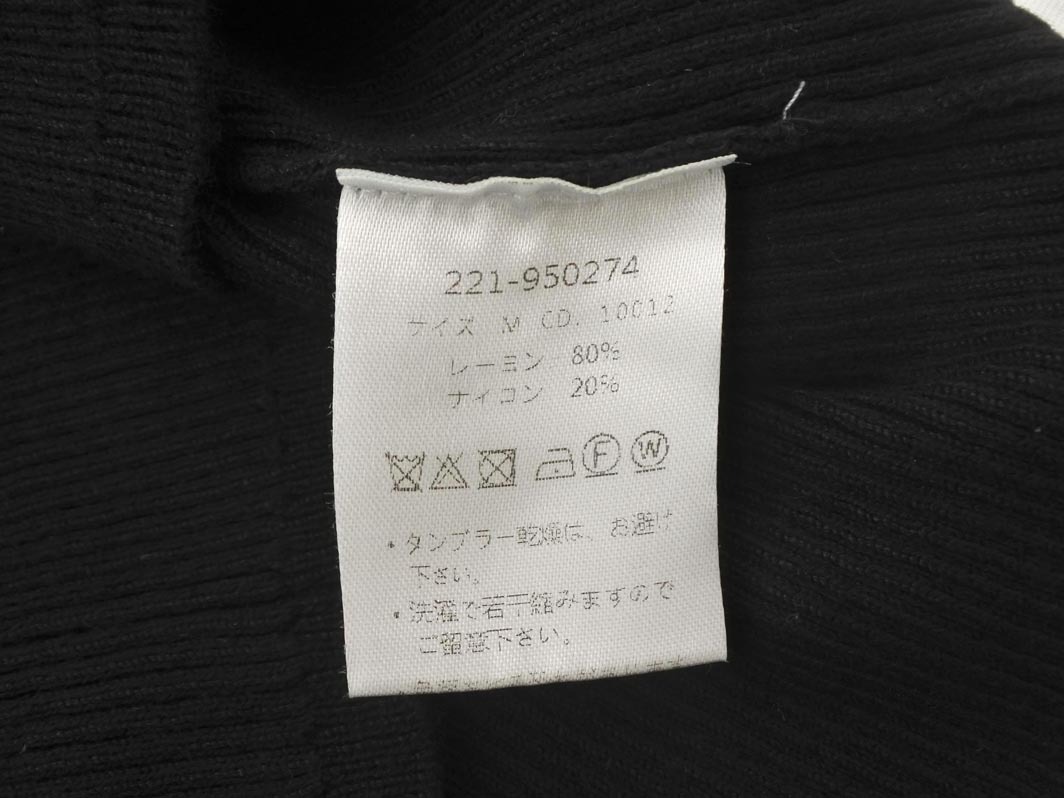 221-950274
サイズ M CD. 10012
レーヨン 80%
ナイロン 20%
F W
・タンブラー乾燥は、お避け
下さい。
・洗濯で若干縮みますので
ご留意下さい。